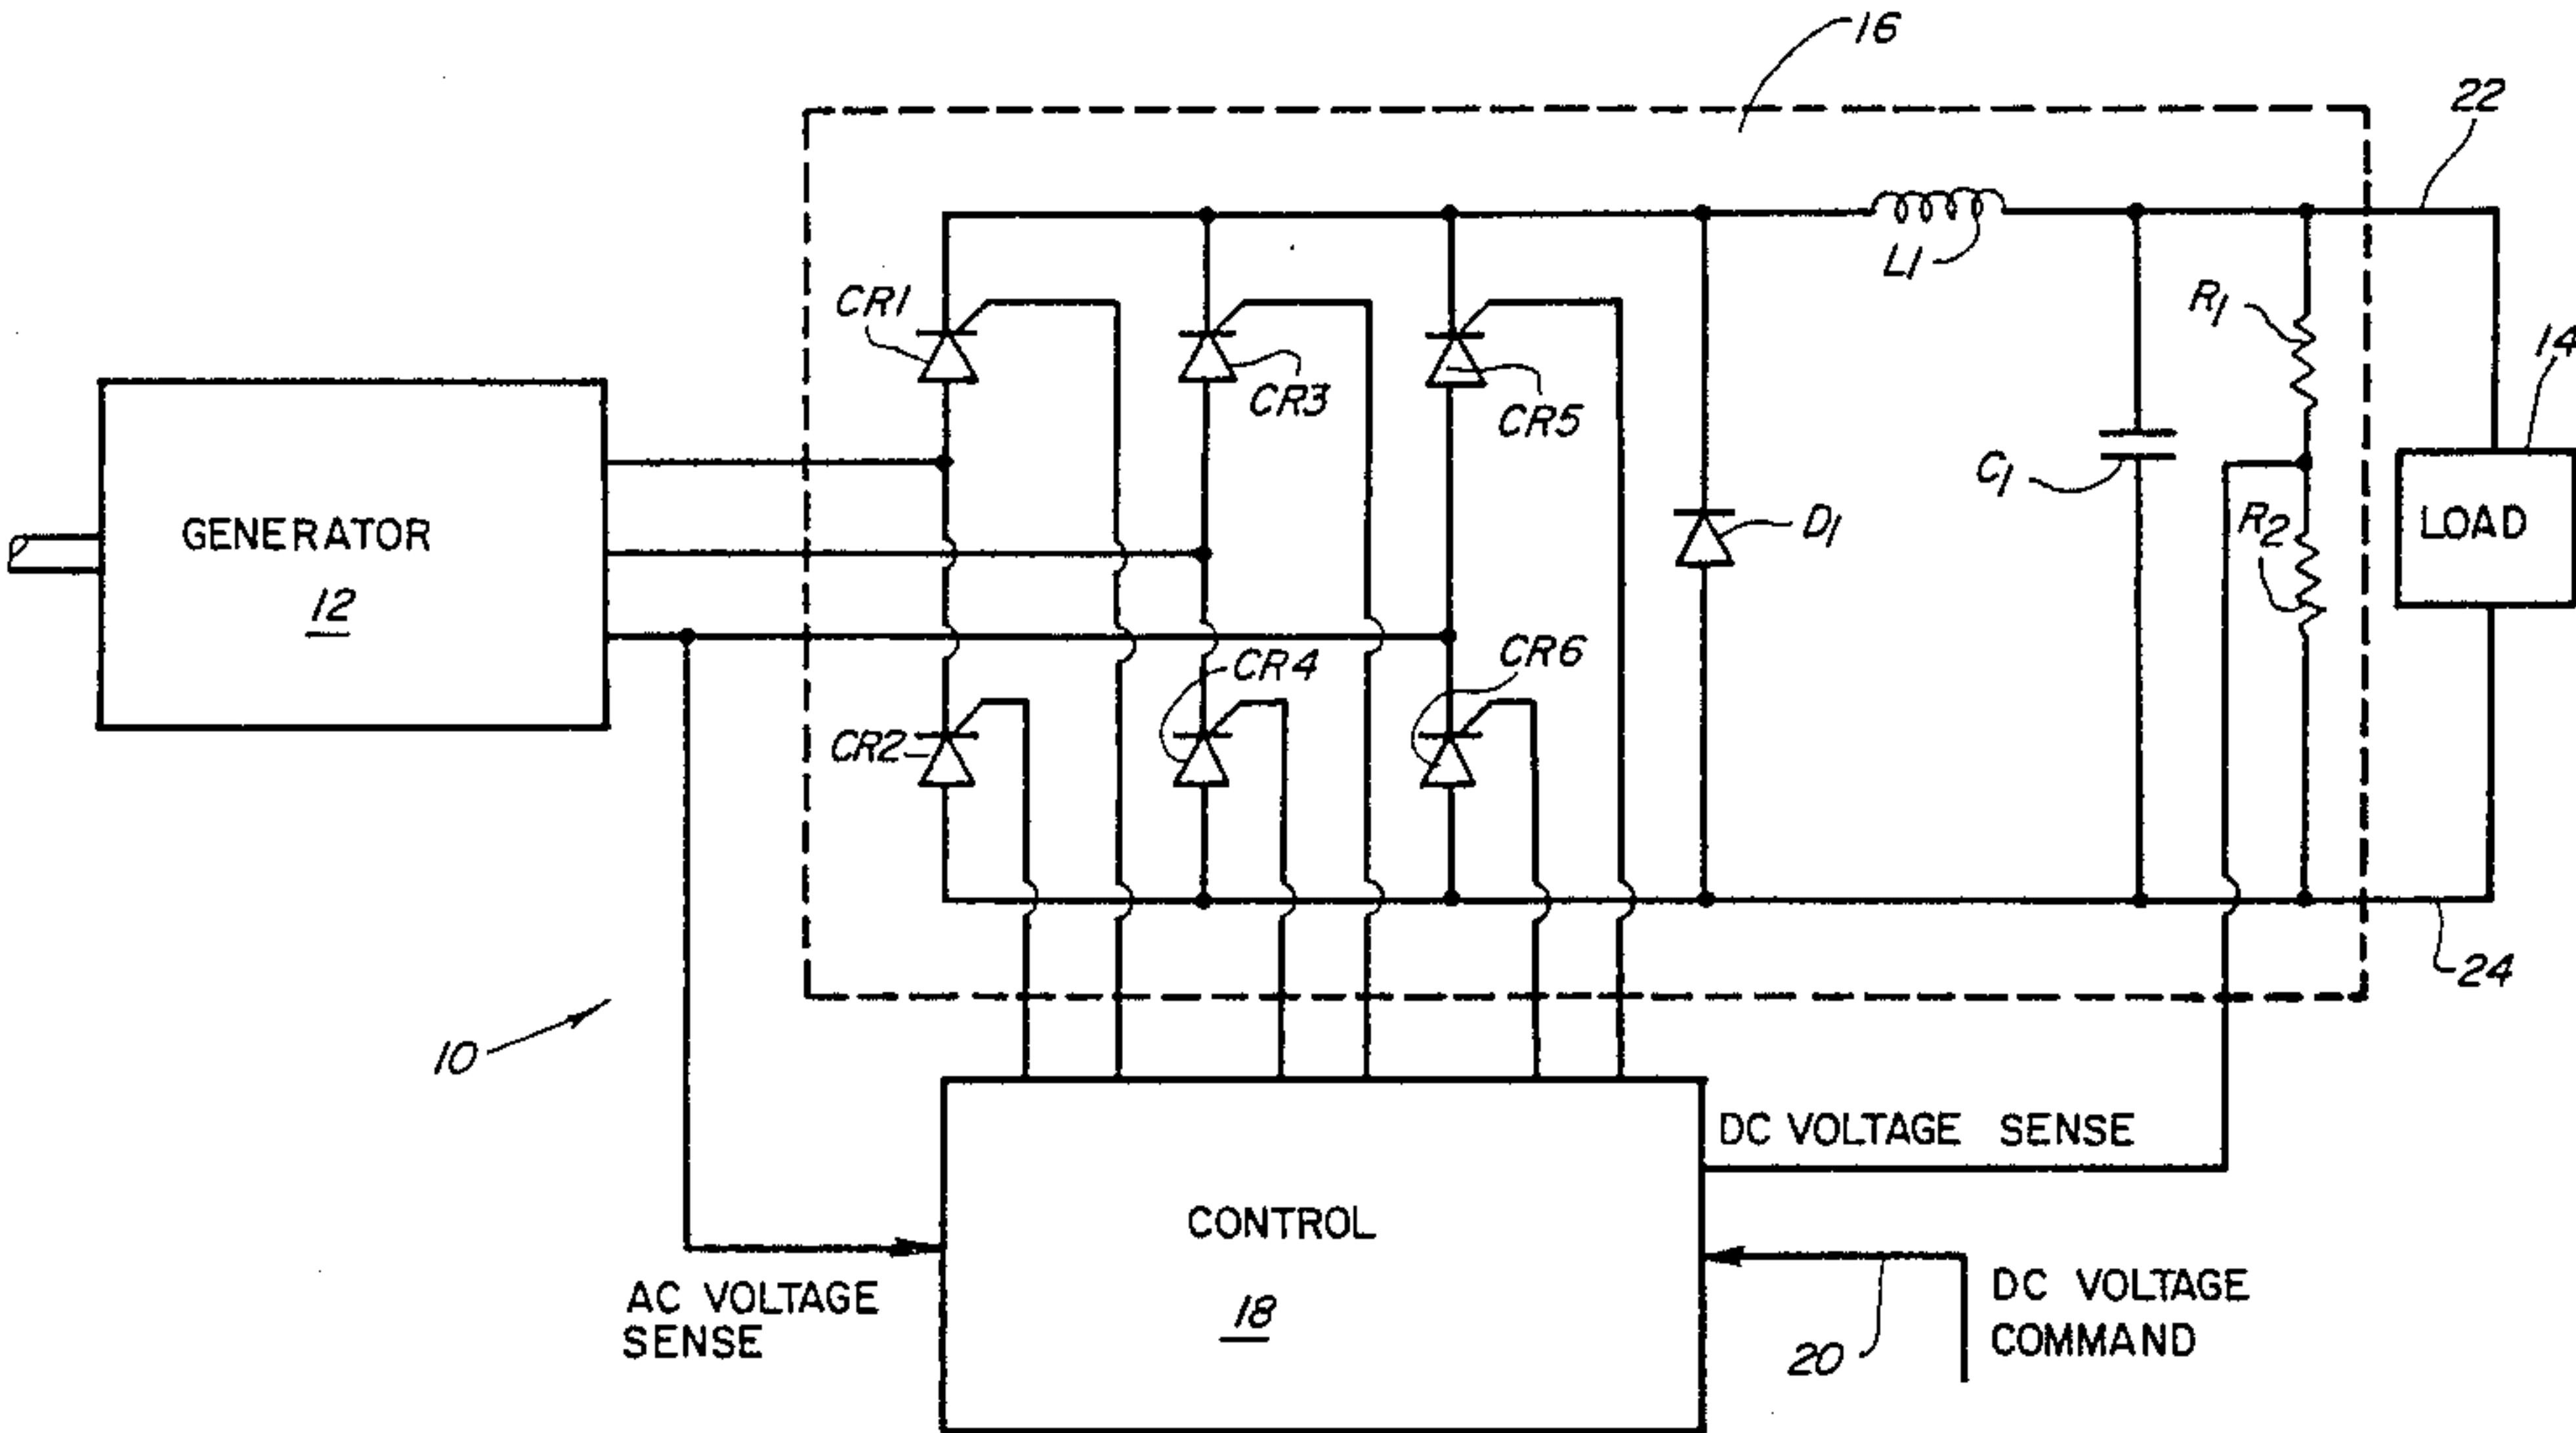 16
22
L1
CR1
R1
14
CR3
CR5
C1
GENERATOR
D1
R2
LOAD
12
CR4
CR6
CR2
24
10
DC VOLTAGE SENSE
CONTROL
AC VOLTAGE
SENSE
18
DC VOLTAGE
COMMAND
20